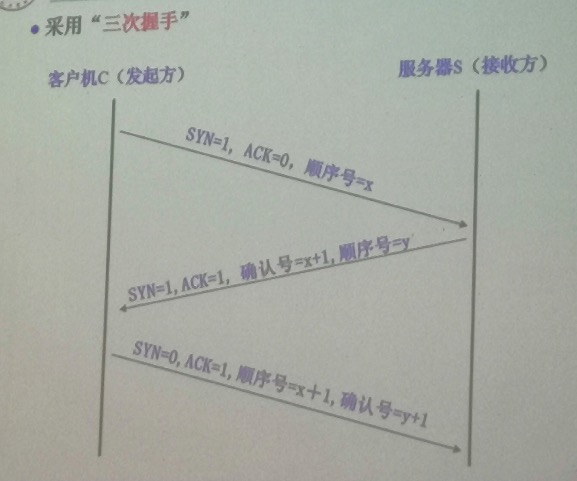 采用“三次握手”
客户机C（发起方）
服务器S（接收方）
SYN=1, ACK=0, 顺序号=x
SYN=1, ACK=1, 确认号=x+1, 顺序号=y
SYN=0, ACK=1, 顺序号=x+1, 确认号=y+1